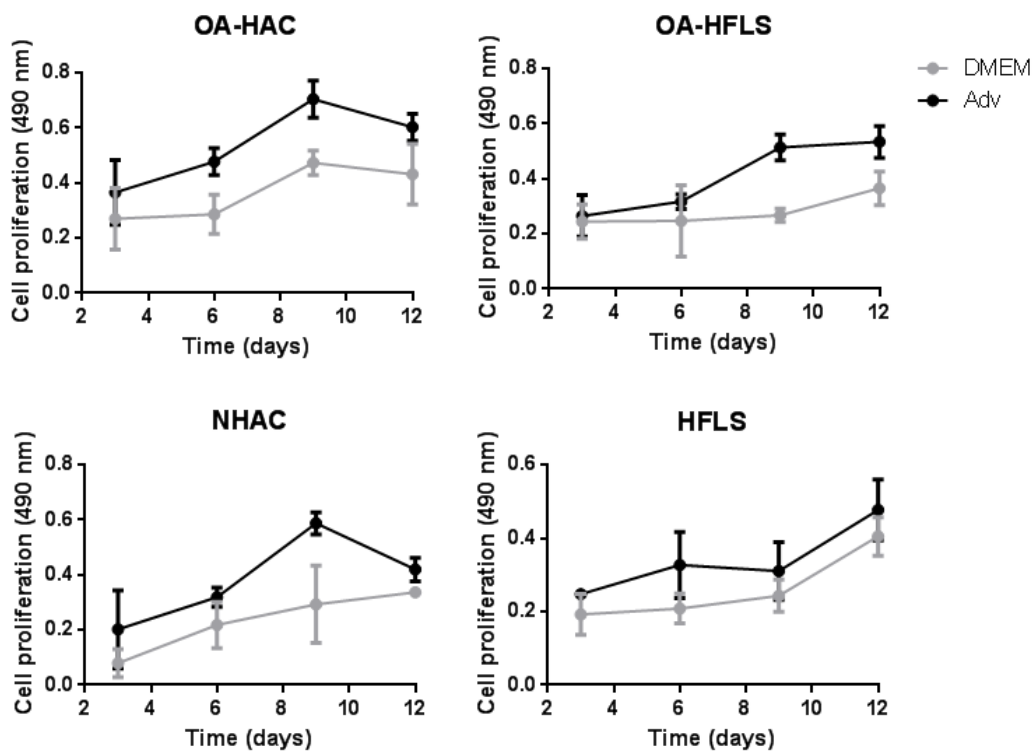 OA-HAC
Cell proliferation (490 nm)
0.8
0.6
0.4
0.2
0.0
2 4 6 8 10 12
Time (days)
OA-HFLS
Cell proliferation (490 nm)
0.8
0.6
0.4
0.2
0.0
2 4 6 8 10 12
Time (days)
DMEM
Adv
NHAC
Cell proliferation (490 nm)
0.8
0.6
0.4
0.2
0.0
2 4 6 8 10 12
Time (days)
HFLS
Cell proliferation (490 nm)
0.6
0.4
0.2
0.0
2 4 6 8 10 12
Time (days)